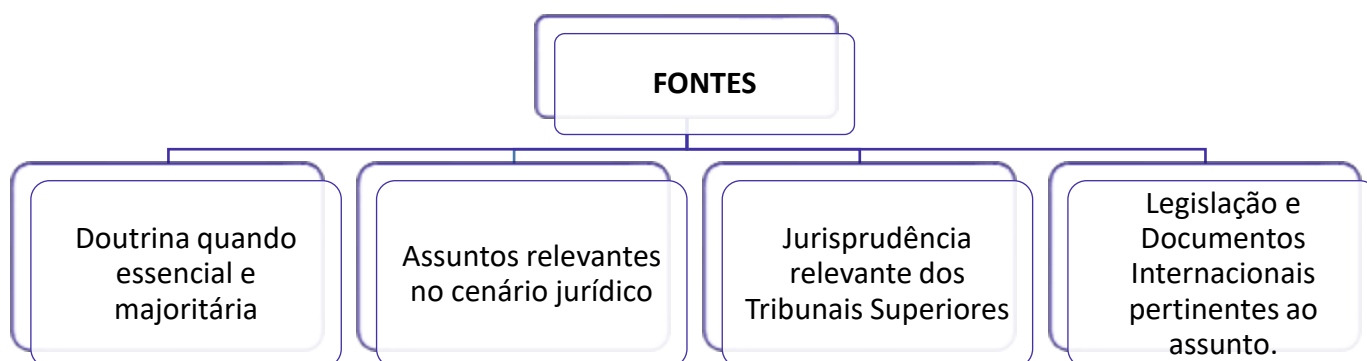 FONTES
Doutrina quando
essencial e
majoritária
Assuntos relevantes
no cenário jurídico
Jurisprudência
relevante dos
Tribunais Superiores
Legislação e
Documentos
Internacionais
pertinentes ao
assunto.